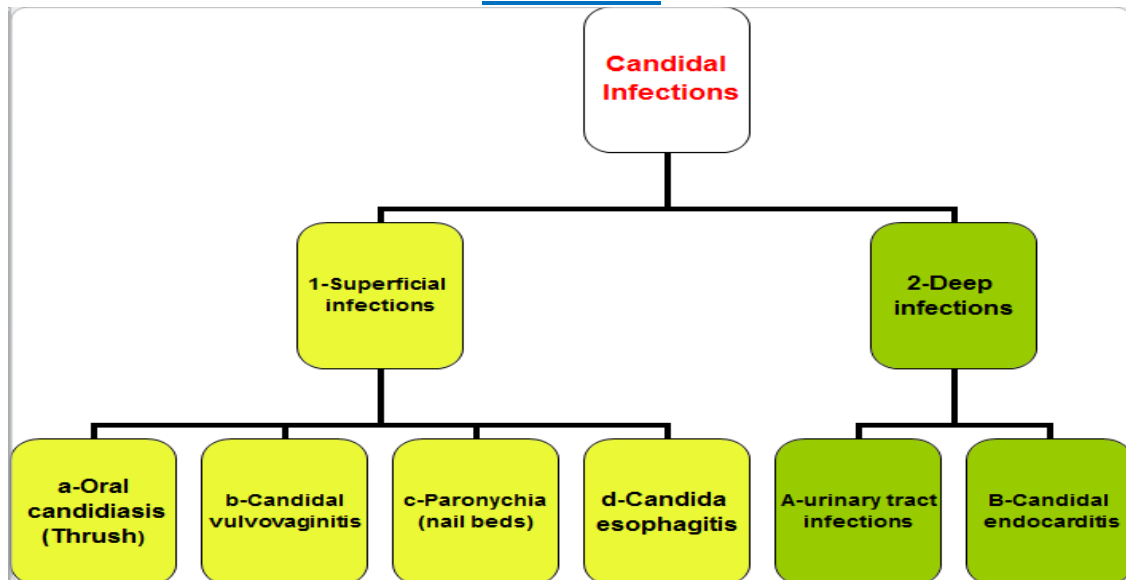 Candidal
Infections
1-Superficial
infections
2-Deep
infections
a-Oral
candidiasis
(Thrush)
b-Candidal
vulvovaginitis
c-Paronychia
(nail beds)
d-Candida
esophagitis
A-urinary tract
infections
B-Candidal
endocarditis